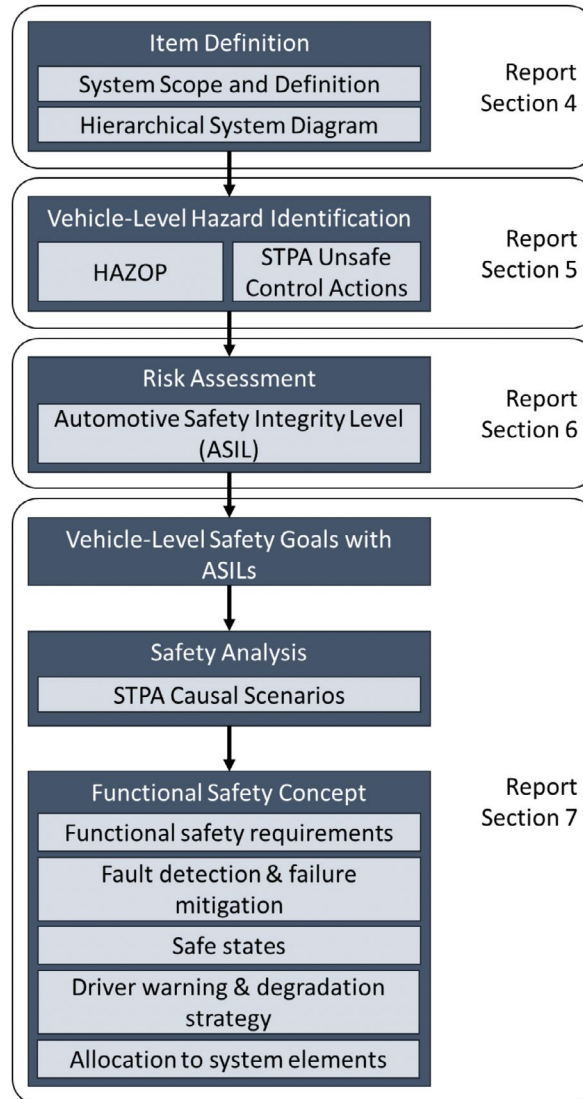 Item Definition
System Scope and Definition
Hierarchical System Diagram
Report
Section 4
Vehicle-Level Hazard Identification
HAZOP
STPA Unsafe
Control Actions
Report
Section 5
Risk Assessment
Automotive Safety Integrity Level
(ASIL)
Report
Section 6
Vehicle-Level Safety Goals with
ASILs
Safety Analysis
STPA Causal Scenarios
Functional Safety Concept
Functional safety requirements
Fault detection & failure
mitigation
Safe states
Driver warning & degradation
strategy
Allocation to system elements
Report
Section 7